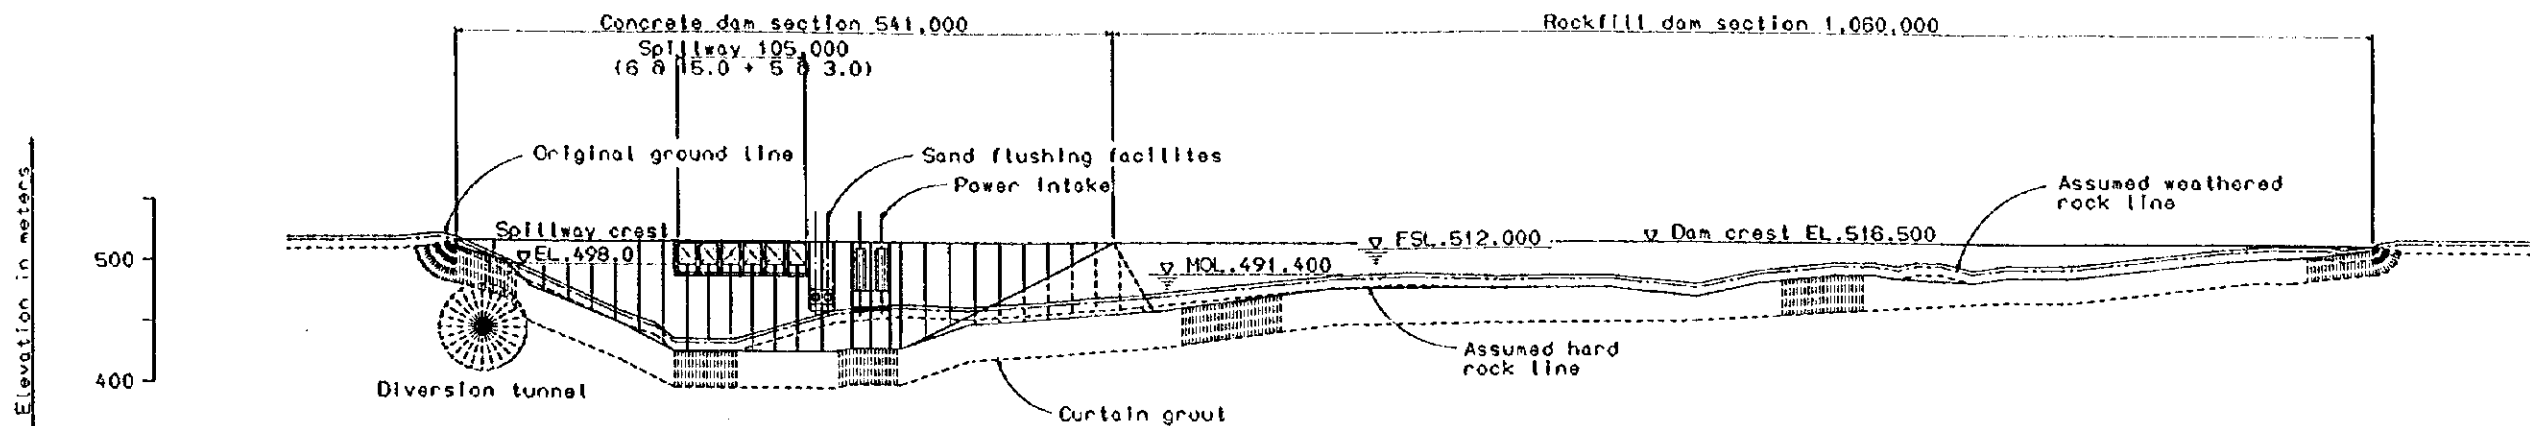 Concrete dam section 541,000
Rockfill dam section 1,060,000
Spillway 105,000
(6 @ 15.0 + 5 @ 3.0)
Original ground line
Sand flushing facilites
Power Intake
Assumed weathered
rock line
Elevation in meters
Spillway crest
EL.498.0
FSL.512.000
Dam crest EL.516.500
MOL.491.400
500
400
Assumed hard
rock line
Diversion tunnel
Curtain grout